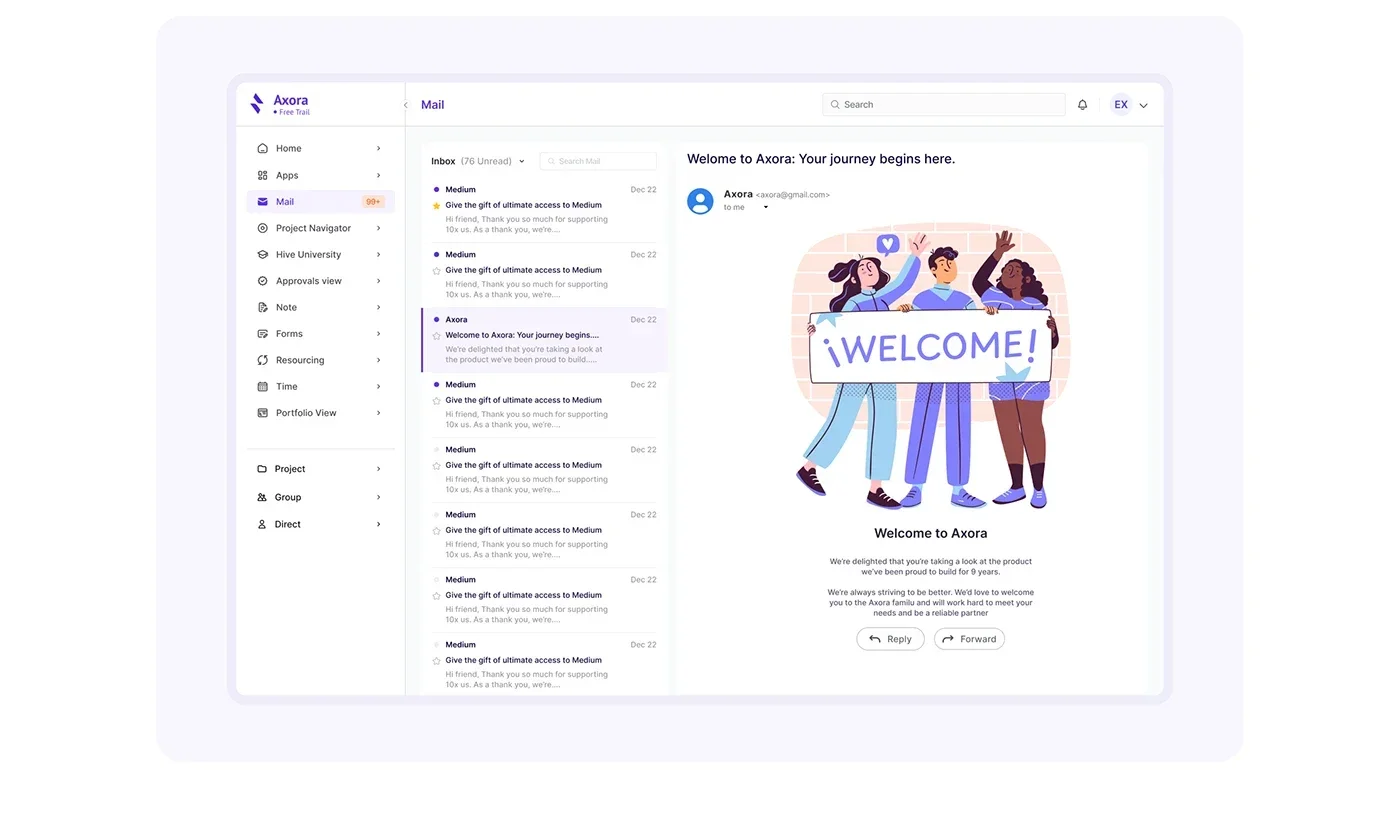 Axora
Free Trail
Home
Apps
Mail 99+
Project Navigator
Hive University
Approvals view
Note
Forms
Resourcing
Time
Portfolio View
Project
Group
Direct
Mail
Search
EX
Inbox (76 Unread)
Search Mail
Medium Dec 22
Give the gift of ultimate access to Medium
Hi friend, Thank you so much for supporting
10x us. As a thank you, we're....
Medium Dec 22
Give the gift of ultimate access to Medium
Hi friend, Thank you so much for supporting
10x us. As a thank you, we're....
Axora Dec 22
Welcome to Axora: Your journey begins....
We're delighted that you're taking a look at
the product we've been proud to build.....
Medium Dec 22
Give the gift of ultimate access to Medium
Hi friend, Thank you so much for supporting
10x us. As a thank you, we're....
Medium Dec 22
Give the gift of ultimate access to Medium
Hi friend, Thank you so much for supporting
10x us. As a thank you, we're....
Medium Dec 22
Give the gift of ultimate access to Medium
Hi friend, Thank you so much for supporting
10x us. As a thank you, we're....
Medium Dec 22
Give the gift of ultimate access to Medium
Hi friend, Thank you so much for supporting
10x us. As a thank you, we're....
Medium Dec 22
Give the gift of ultimate access to Medium
Hi friend, Thank you so much for supporting
10x us. As a thank you, we're....
Welcome to Axora: Your journey begins here.
Axora <axora@gmail.com>
to me
¡WELCOME!
Welcome to Axora
We're delighted that you're taking a look at the product
we've been proud to build for 9 years.
We're always striving to be better. We'd love to welcome
you to the Axora familu and will work hard to meet your
needs and be a reliable partner
Reply
Forward